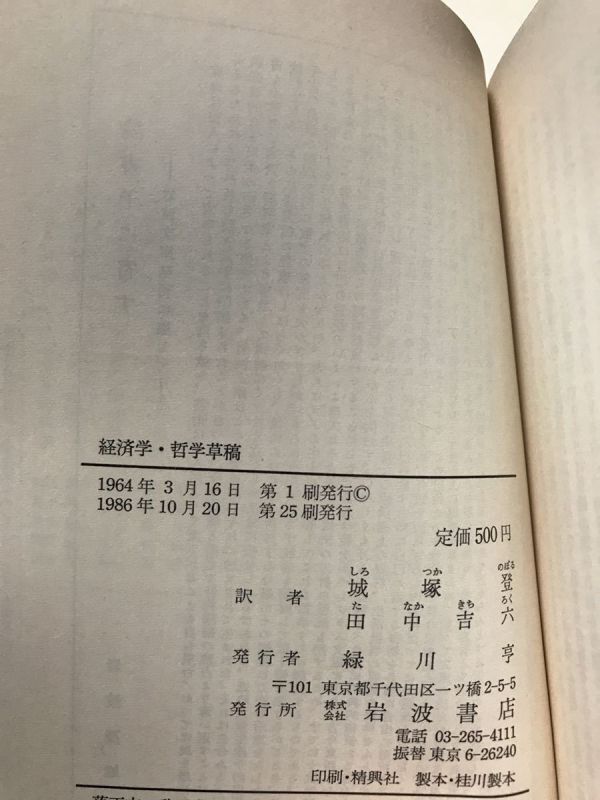 経済学・哲学草稿
1964年3月16日 第1刷発行©
1986年10月20日 第25刷発行
定価500円
しろ つか のぼる
訳者 城塚登
た なか きち ろく
田中吉六
発行者 緑川亨
〒101 東京都千代田区一ツ橋2-5-5
発行所 株式会社 岩波書店
電話 03-265-4111
振替 東京6-26240
印刷・精興社 製本・桂川製本